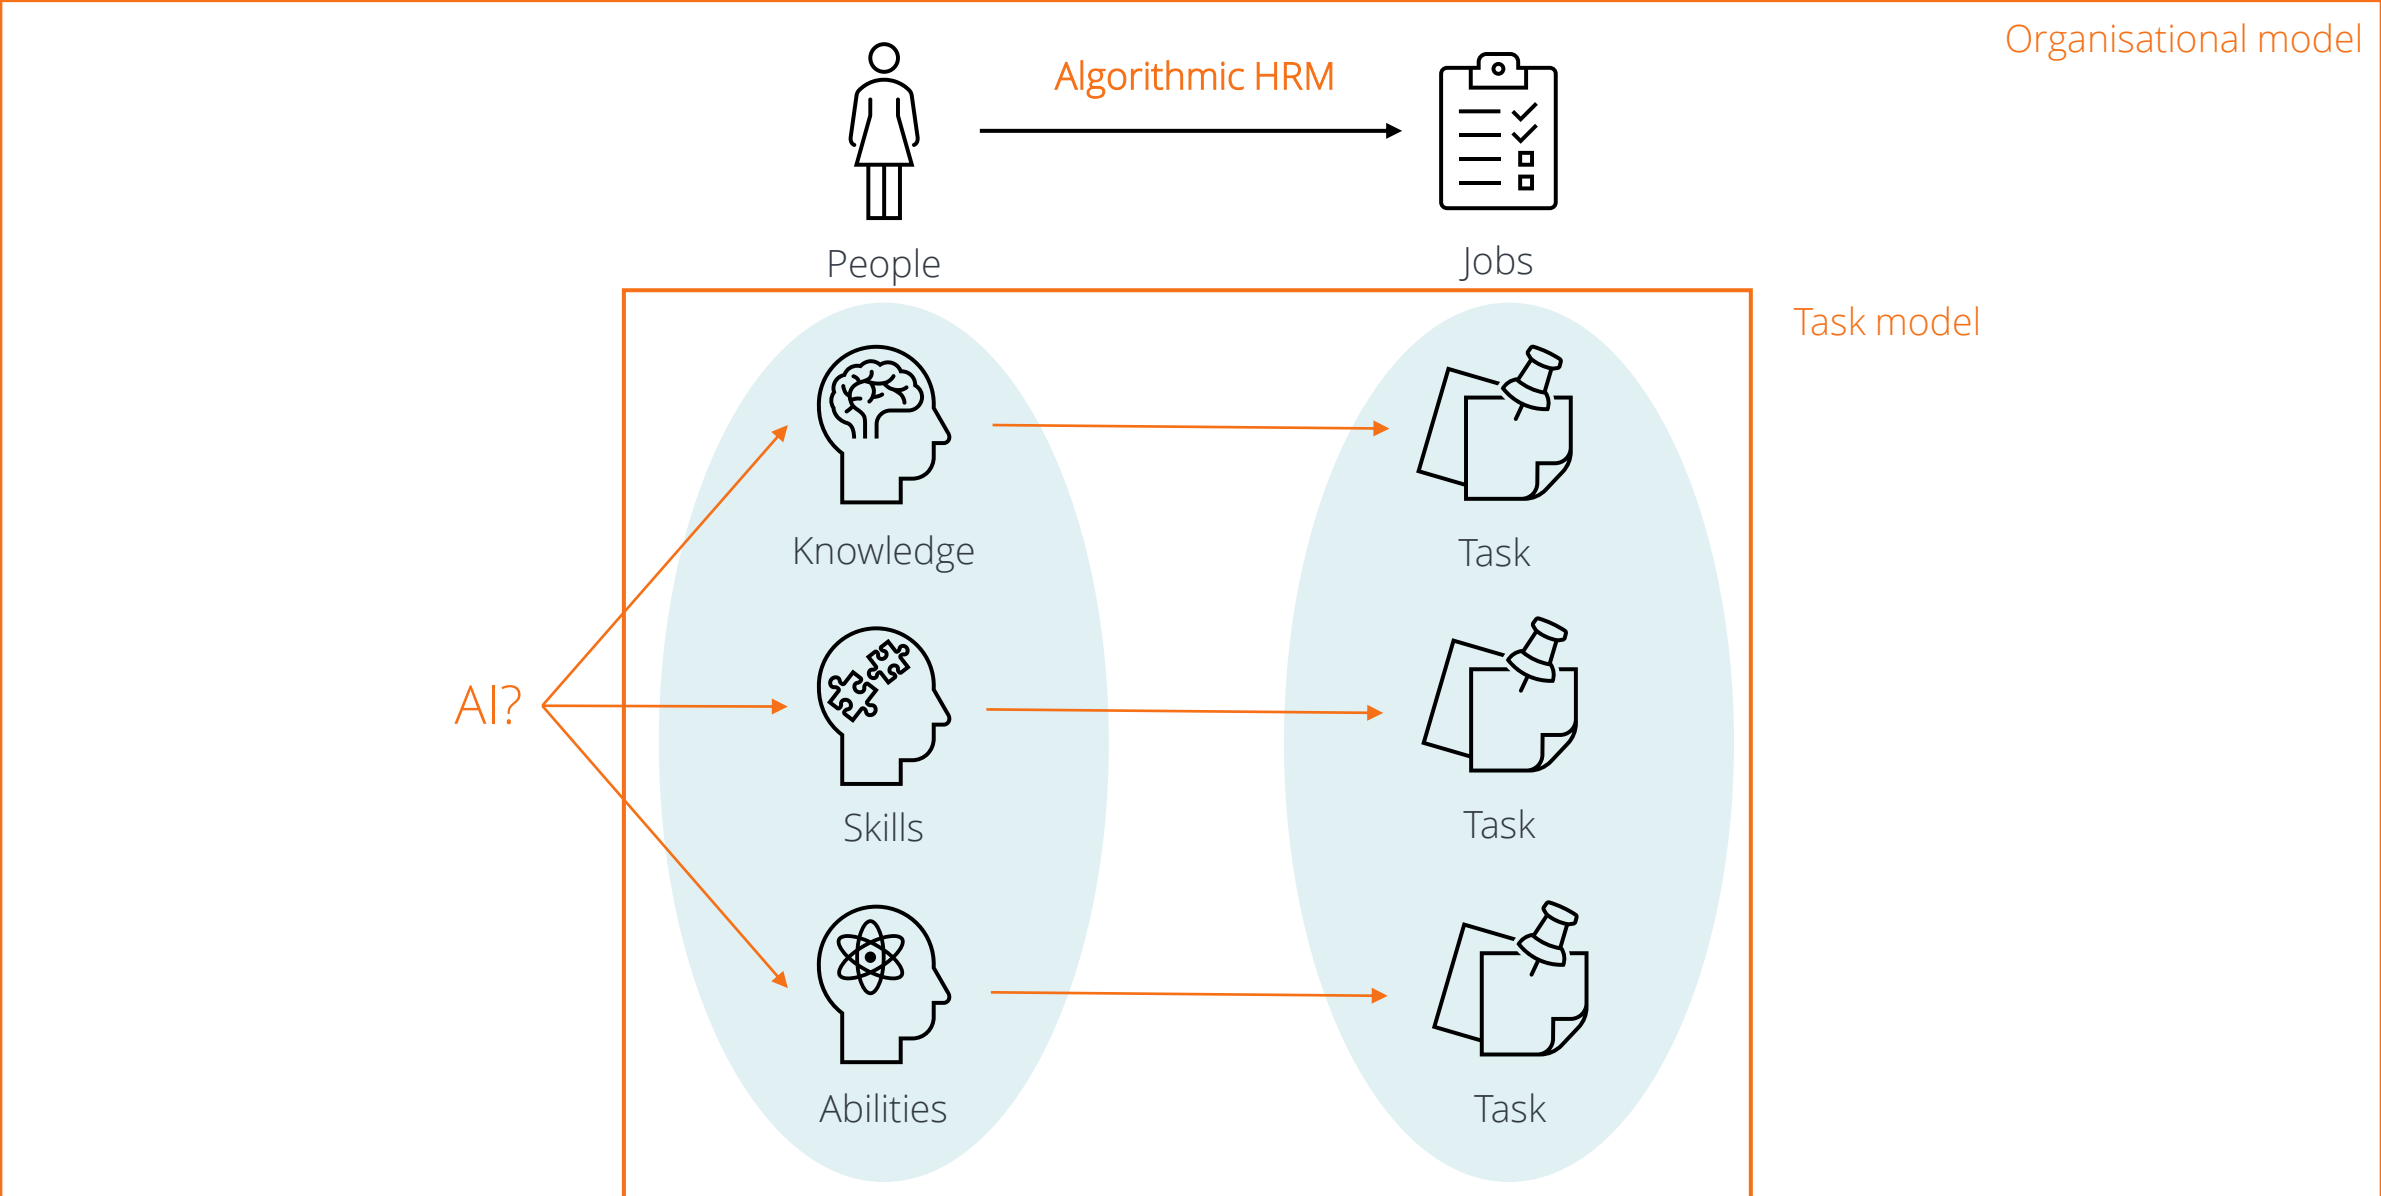 Organisational model
Algorithmic HRM
People
Jobs
Task model
Knowledge
Task
AI?
Skills
Task
Abilities
Task